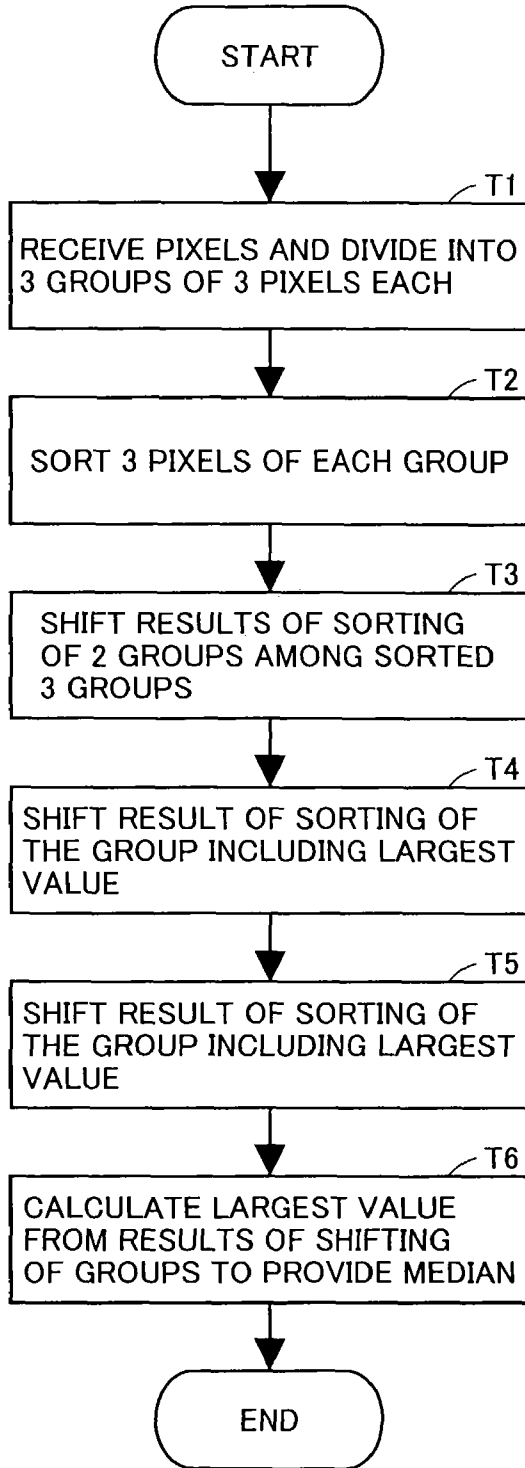 START
T1
RECEIVE PIXELS AND DIVIDE INTO
3 GROUPS OF 3 PIXELS EACH
T2
SORT 3 PIXELS OF EACH GROUP
T3
SHIFT RESULTS OF SORTING
OF 2 GROUPS AMONG SORTED
3 GROUPS
T4
SHIFT RESULT OF SORTING OF
THE GROUP INCLUDING LARGEST
VALUE
T5
SHIFT RESULT OF SORTING OF
THE GROUP INCLUDING LARGEST
VALUE
T6
CALCULATE LARGEST VALUE
FROM RESULTS OF SHIFTING
OF GROUPS TO PROVIDE MEDIAN
END